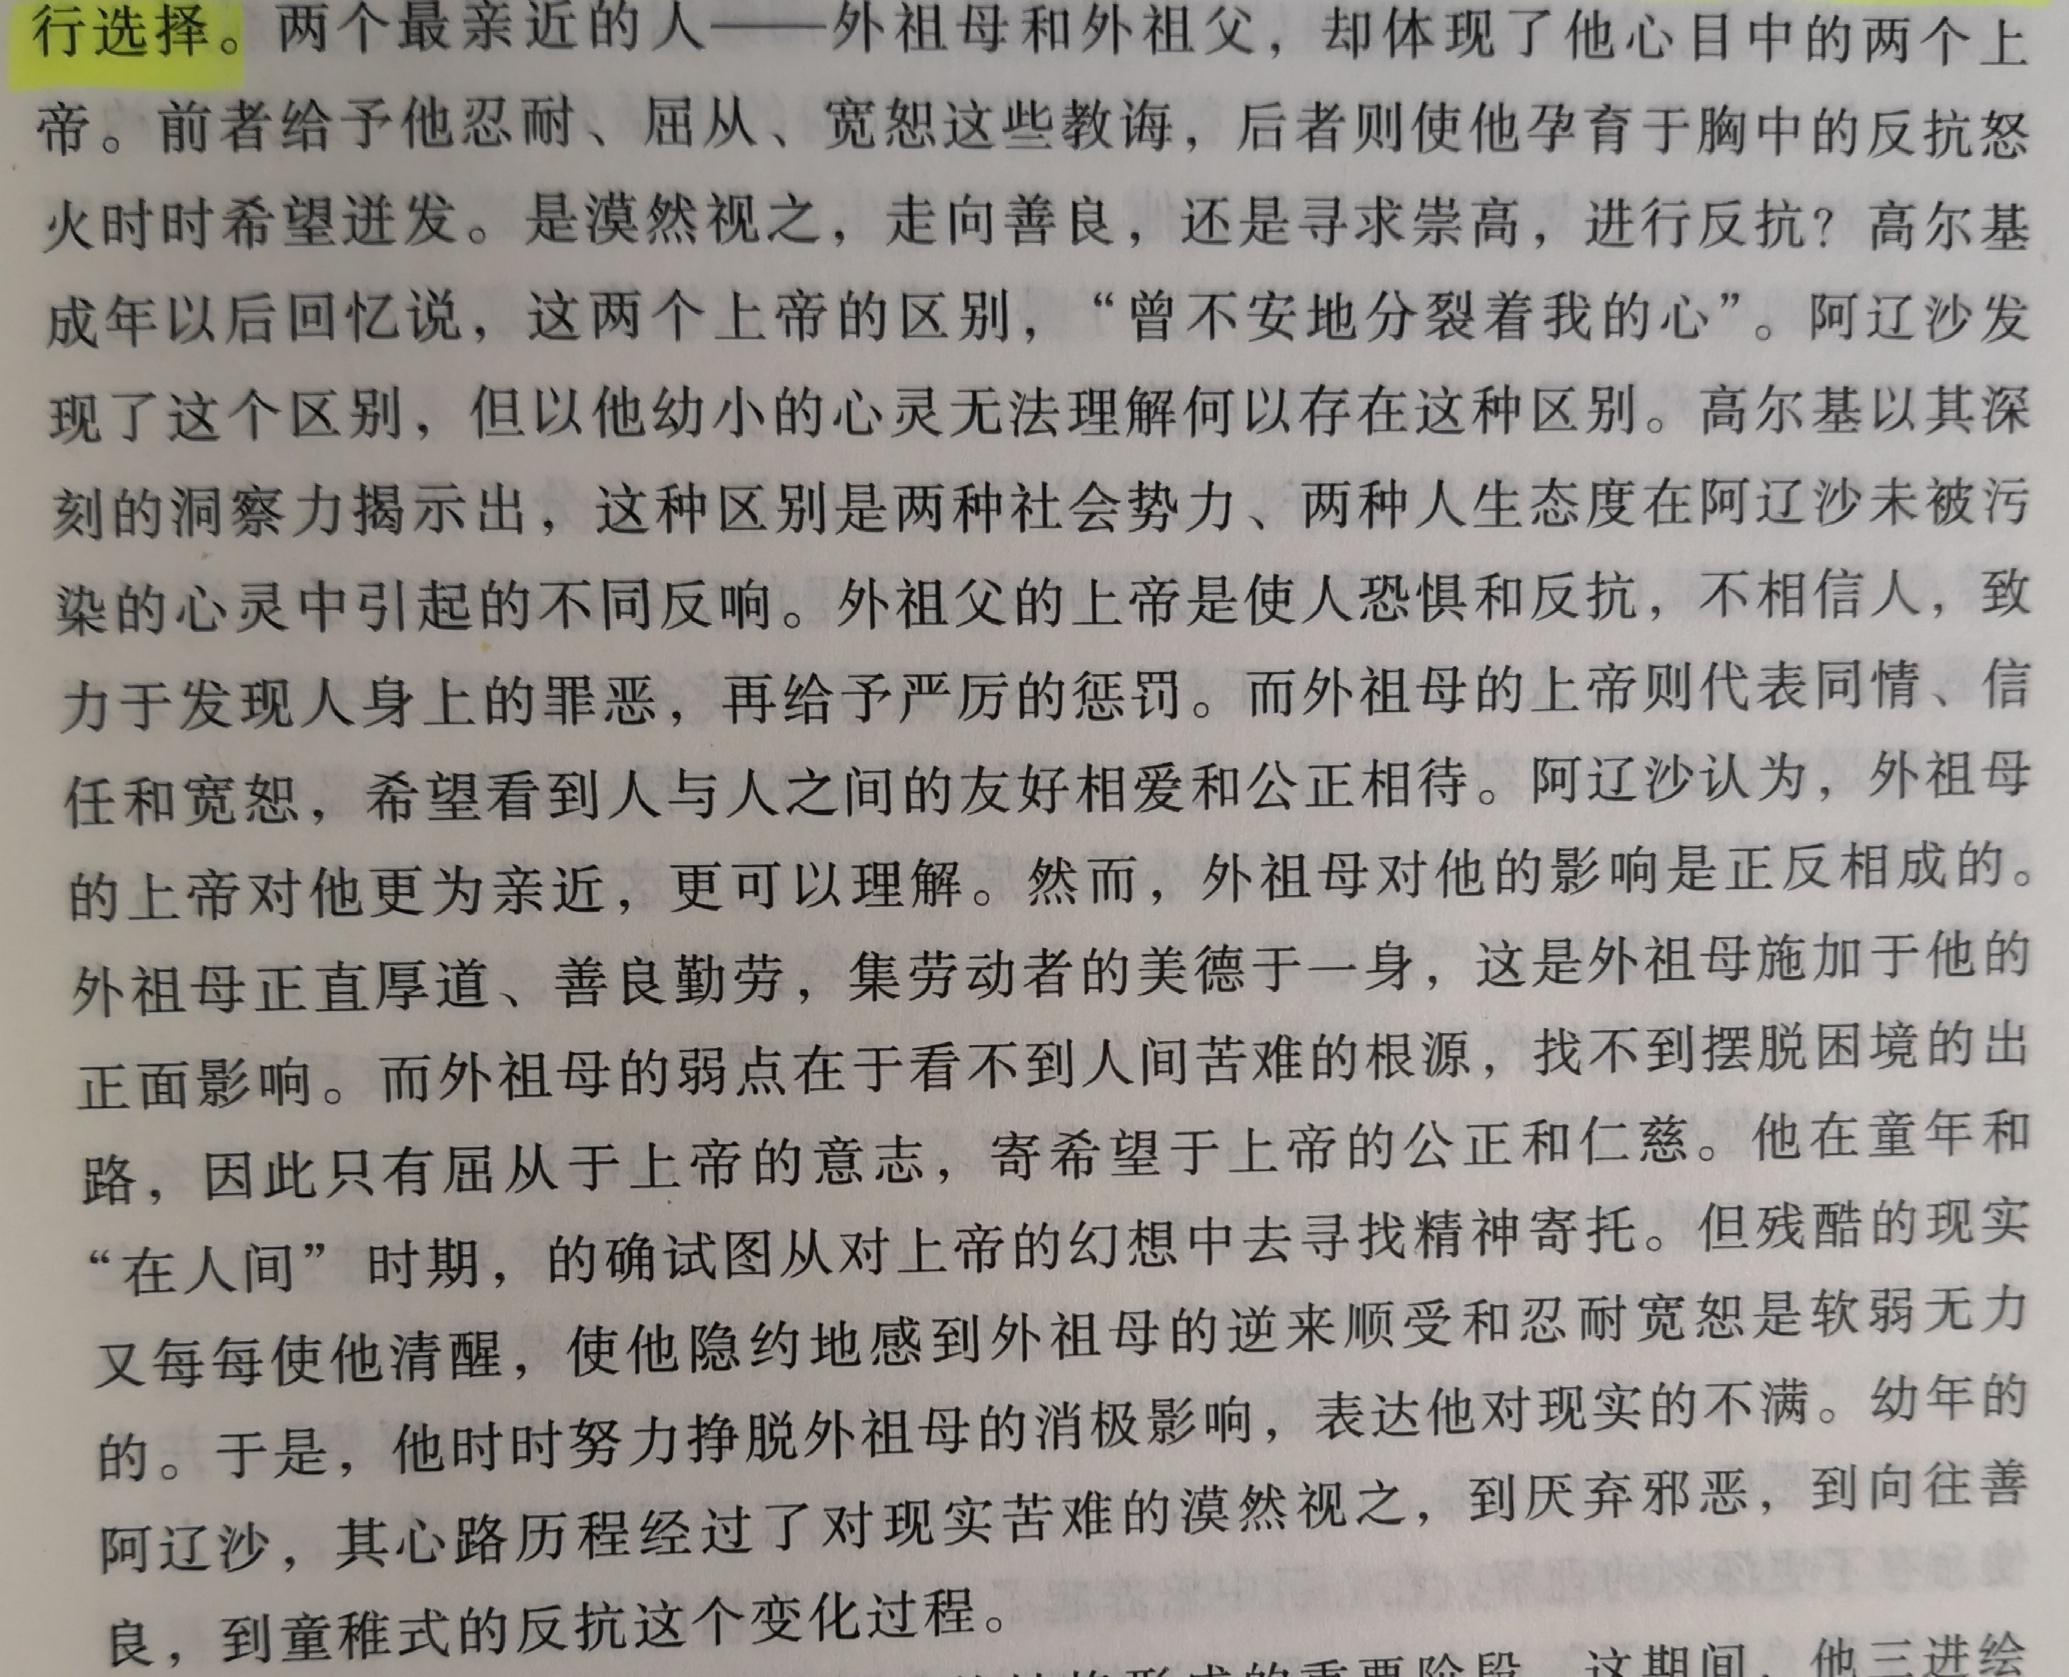 行选择。两个最亲近的人——外祖母和外祖父，却体现了他心目中的两个上
帝。前者给予他忍耐、屈从、宽恕这些教诲，后者则使他孕育于胸中的反抗怒
火时时希望迸发。是漠然视之，走向善良，还是寻求崇高，进行反抗？高尔基
成年以后回忆说，这两个上帝的区别，“曾不安地分裂着我的心”。阿辽沙发
现了这个区别，但以他幼小的心灵无法理解何以存在这种区别。高尔基以其深
刻的洞察力揭示出，这种区别是两种社会势力、两种人生态度在阿辽沙未被污
染的心灵中引起的不同反响。外祖父的上帝是使人恐惧和反抗，不相信人，致
力于发现人身上的罪恶，再给予严厉的惩罚。而外祖母的上帝则代表同情、信
任和宽恕，希望看到人与人之间的友好相爱和公正相待。阿辽沙认为，外祖母
的上帝对他更为亲近，更可以理解。然而，外祖母对他的影响是正反相成的。
外祖母正直厚道、善良勤劳，集劳动者的美德于一身，这是外祖母施加于他的
正面影响。而外祖母的弱点在于看不到人间苦难的根源，找不到摆脱困境的出
路，因此只有屈从于上帝的意志，寄希望于上帝的公正和仁慈。他在童年和
“在人间”时期，的确试图从对上帝的幻想中去寻找精神寄托。但残酷的现实
又每每使他清醒，使他隐约地感到外祖母的逆来顺受和忍耐宽恕是软弱无力
的。于是，他时时努力挣脱外祖母的消极影响，表达他对现实的不满。幼年的
阿辽沙，其心路历程经过了对现实苦难的漠然视之，到厌弃邪恶，到向往善
良，到童稚式的反抗这个变化过程。
形成的重要阶段。这期间，他三进绘